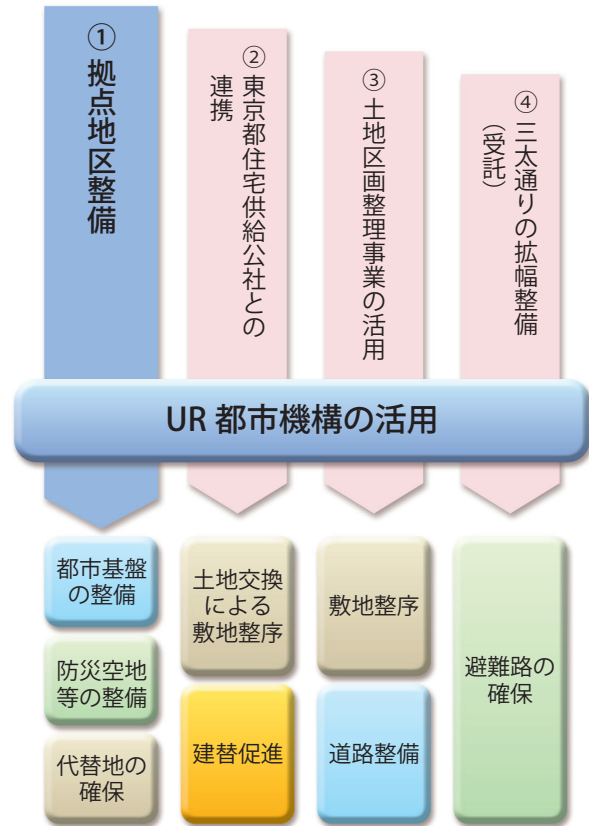 ① 拠点地区整備
② 東京都住宅供給公社との
連携
③ 土地区画整理事業の活用
④ 三太通りの拡幅整備
（受託）
UR 都市機構の活用
都市基盤
の整備
防災空地
等の整備
代替地の
確保
土地交換
による
敷地整序
建替促進
敷地整序
道路整備
避難路の
確保